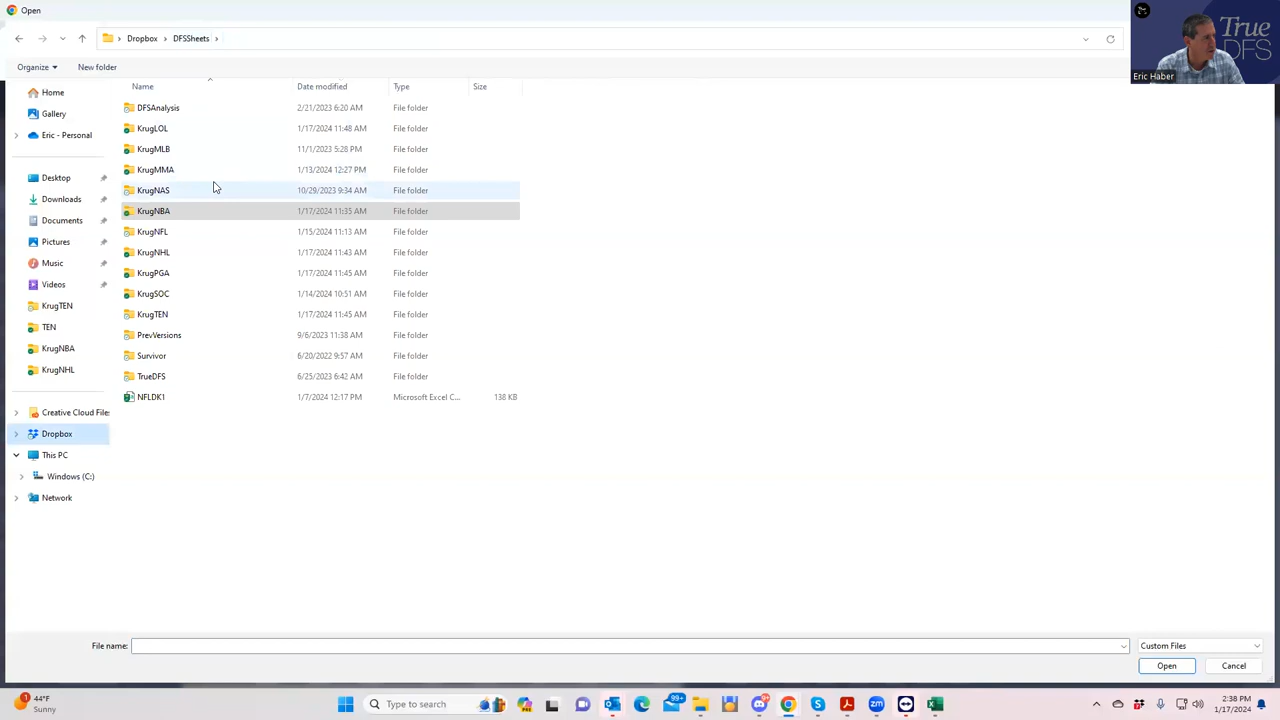 Open
Dropbox > DFSSheets >
Organize
New folder
Name Date modified Type Size
Home
Gallery
Eric - Personal
Desktop
Downloads
Documents
Pictures
Music
Videos
KrugTEN
TEN
KrugNBA
KrugNHL
Creative Cloud Files
Dropbox
This PC
Windows (C:)
Network
DFSAnalysis 2/21/2023 6:20 AM File folder
KrugLOL 1/17/2024 11:48 AM File folder
KrugMLB 11/1/2023 5:28 PM File folder
KrugMMA 1/13/2024 12:27 PM File folder
KrugNAS 10/29/2023 9:34 AM File folder
KrugNBA 1/17/2024 11:35 AM File folder
KrugNFL 1/15/2024 11:13 AM File folder
KrugNHL 1/17/2024 11:43 AM File folder
KrugPGA 1/17/2024 11:45 AM File folder
KrugSOC 1/14/2024 10:51 AM File folder
KrugTEN 1/17/2024 11:45 AM File folder
PrevVersions 9/6/2023 11:38 AM File folder
Survivor 6/20/2022 9:57 AM File folder
TrueDFS 6/25/2023 6:42 AM File folder
NFLDK1 1/7/2024 12:17 PM Microsoft Excel C... 138 KB
True
DFS
Eric Haber
File name:
Custom Files
Open
Cancel
1
44°F
Sunny
Type to search
99+
9+
zm
2:38 PM
1/17/2024